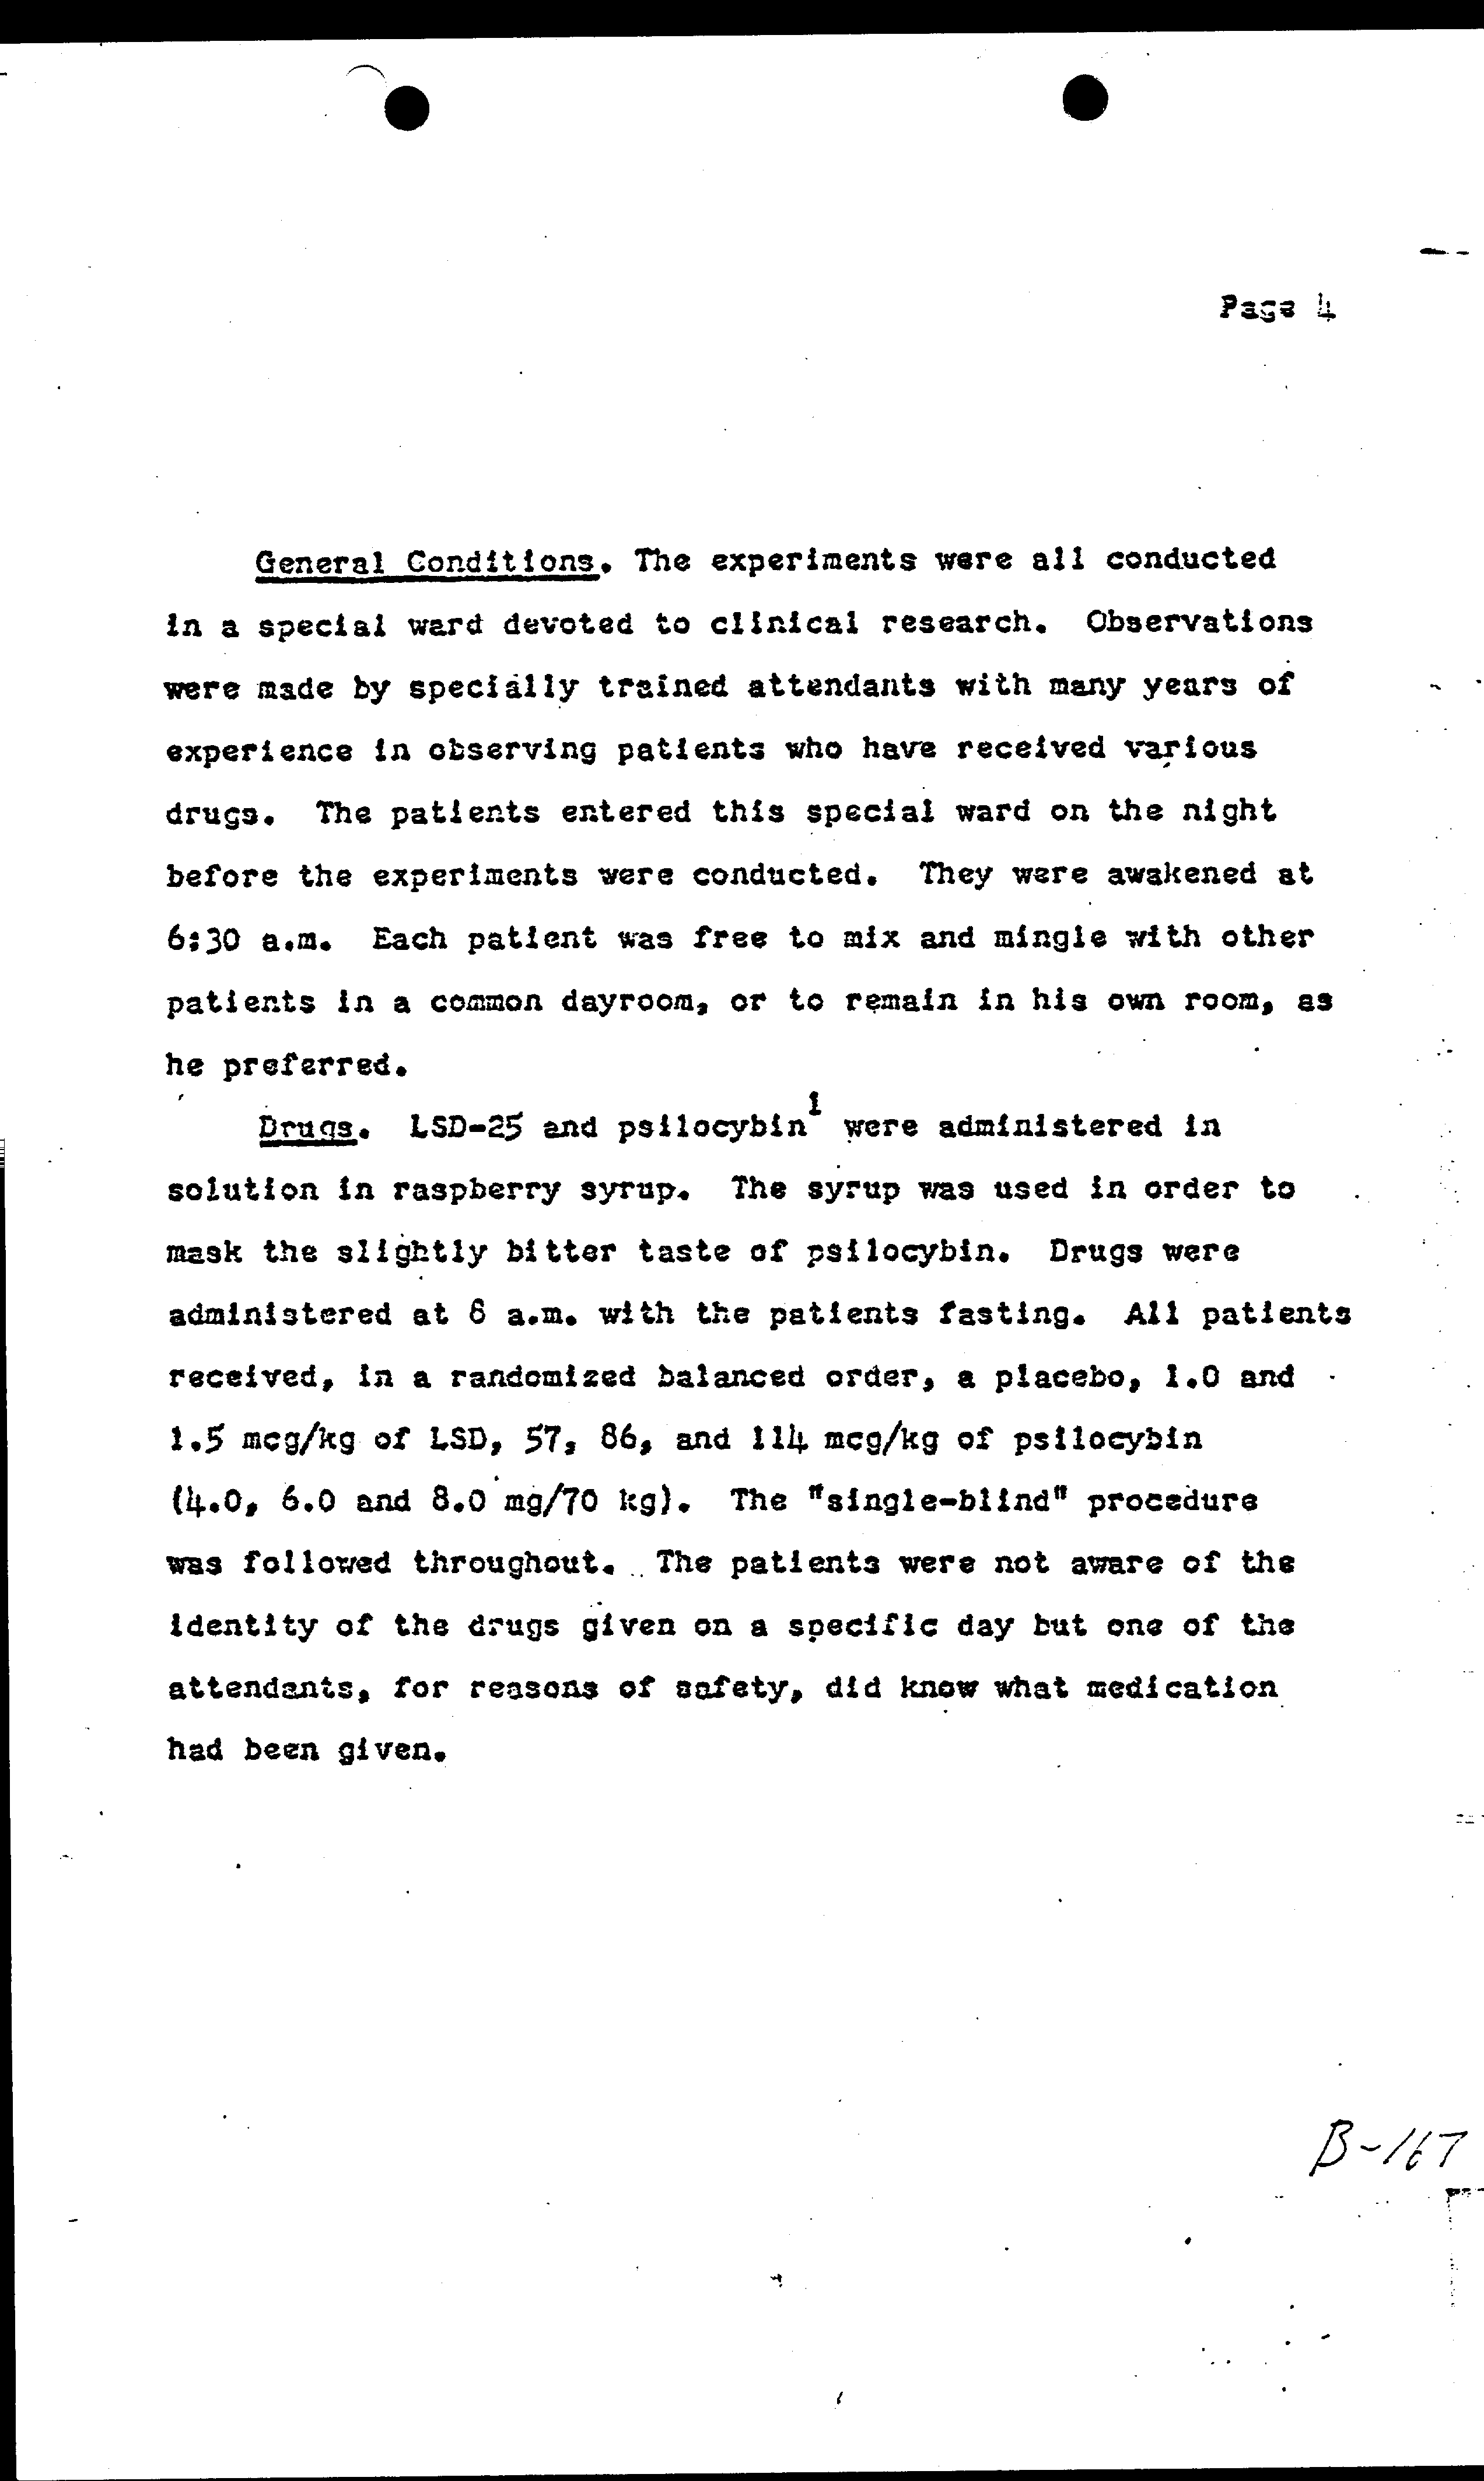 Page 4
General Conditions. The experiments were all conducted
in a special ward devoted to clinical research. Observations
were made by specially trained attendants with many years of
experience in observing patients who have received various
drugs. The patients entered this special ward on the night
before the experiments were conducted. They were awakened at
6:30 a.m. Each patient was free to mix and mingle with other
patients in a common dayroom, or to remain in his own room, as
he preferred.
Drugs. LSD-25 and psilocybin¹ were administered in
solution in raspberry syrup. The syrup was used in order to
mask the slightly bitter taste of psilocybin. Drugs were
administered at 8 a.m. with the patients fasting. All patients
received, in a randomized balanced order, a placebo, 1.0 and
1.5 mcg/kg of LSD, 57, 86, and 114 mcg/kg of psilocybin
(4.0, 6.0 and 8.0 mg/70 kg). The "single-blind" procedure
was followed throughout. The patients were not aware of the
identity of the drugs given on a specific day but one of the
attendants, for reasons of safety, did know what medication
had been given.
B-167